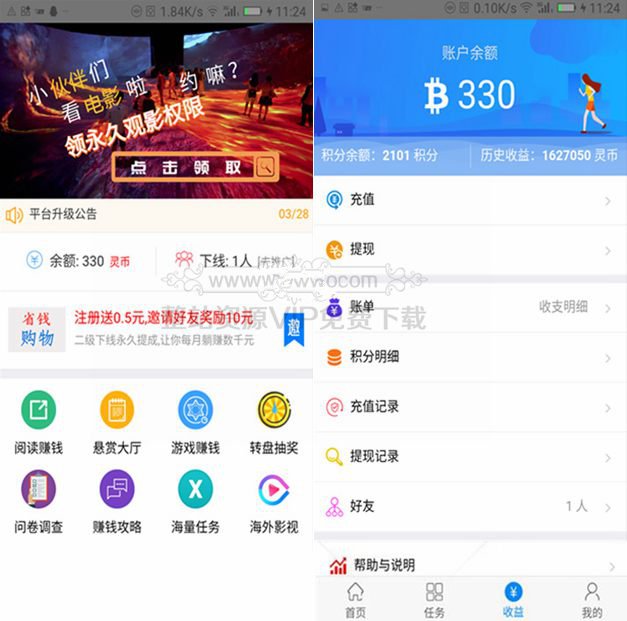 1.84K/s
11:24
小伙伴们
看电影啦 约嘛?
领永久观影权限
点击领取
平台升级公告
03/28
余额: 330 灵币
下线: 1人
省钱
购物
注册送0.5元,邀请好友奖励10元
二级下线永久提成,让你每月躺赚数千元
邀
阅读赚钱
悬赏大厅
游戏赚钱
转盘抽奖
问卷调查
赚钱攻略
海量任务
海外影视
0.10K/s
11:24
账户余额
330
积分余额: 2101 积分
历史收益: 1627050 灵币
充值
提现
账单
收支明细
积分明细
充值记录
提现记录
好友
1 人
帮助与说明
首页
任务
收益
我的
整站资源VIP免费下载